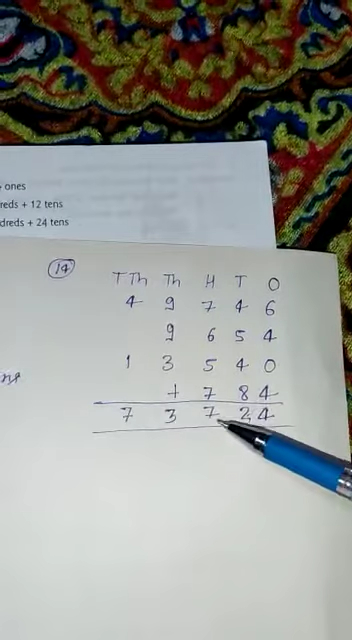 ones
reds + 12 tens
dreds + 24 tens
14
T Th Th H T O
4 9 7 4 6
9 6 5 4
1 3 5 4 0
+ 7 8 4
7 3 7 2 4